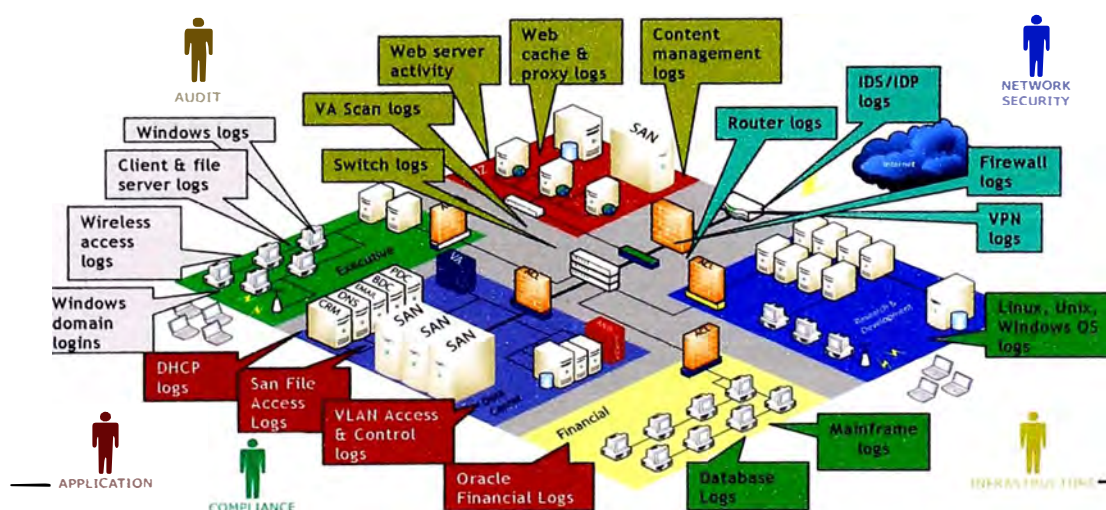 AUDIT
Web server
activity
Web
cache &
proxy logs
Content
management
logs
NETWORK
SECURITY
IDS/IDP
logs
VA Scan logs
Router logs
Windows logs
Client & file
server logs
Switch logs
SAN
Internet
Firewall
logs
Wireless
access
logs
VPN
logs
Executive
VA
ACL
ACL
Research &
Development
Windows
domain
logins
CRM
DNS
EMAIL
BDC
PDC
SAN
SAN
SAN
Linux, Unix,
Windows OS
logs
DHCP
logs
San File
Access
Logs
VLAN Access
& Control
logs
Financial
Mainframe
logs
Oracle
Financial Logs
Database
Logs
APPLICATION
COMPLIANCE
INFRASTRUCTURE